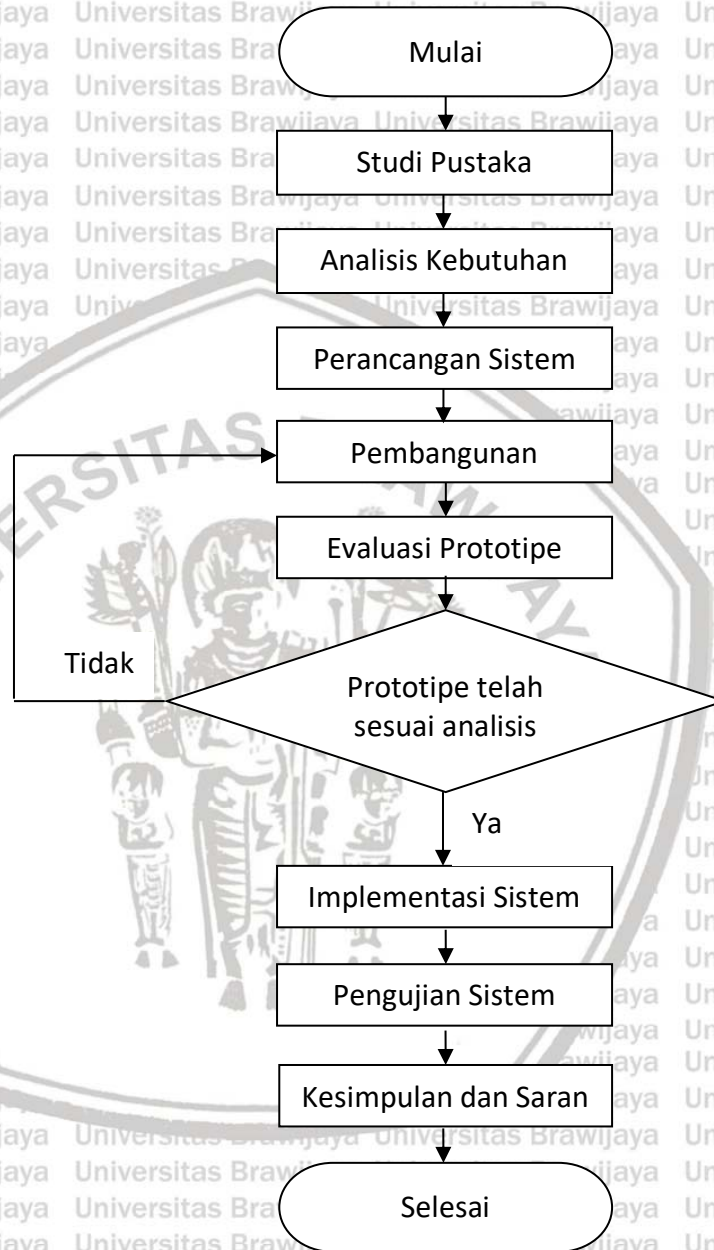 Mulai
Studi Pustaka
Analisis Kebutuhan
Perancangan Sistem
Pembangunan
Evaluasi Prototipe
Tidak
Prototipe telah
sesuai analisis
Ya
Implementasi Sistem
Pengujian Sistem
Kesimpulan dan Saran
Selesai